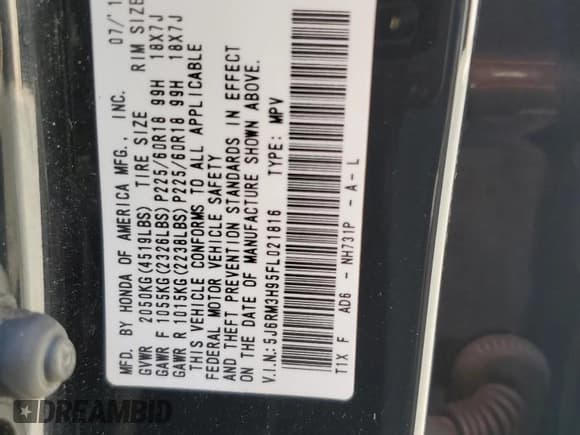 MFD. BY HONDA OF AMERICA MFG., INC. 07/'1
GVWR 2050KG(4519LBS) TIRE SIZE RIM SIZE
GAWR F 1055KG(2326LBS) P225/60R18 99H 18X7J
GAWR R 1015KG(2238LBS) P225/60R18 99H 18X7J
THIS VEHICLE CONFORMS TO ALL APPLICABLE
FEDERAL MOTOR VEHICLE SAFETY
AND THEFT PREVENTION STANDARDS IN EFFECT
ON THE DATE OF MANUFACTURE SHOWN ABOVE.
V.I.N: 5J6RM3H95FL021816 TYPE: MPV
T1X F AD6 - NH731P - A - L
DREAMBID